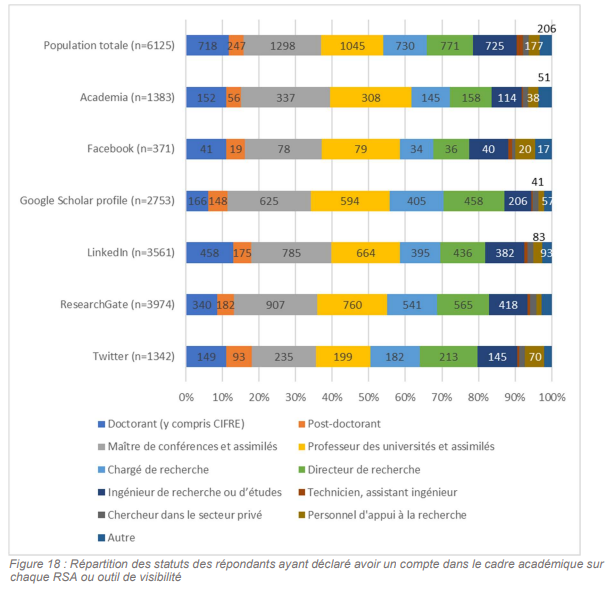 206
Population totale (n=6125) 718 247 1298 1045 730 771 725 177
51
Academia (n=1383) 152 56 337 308 145 158 114 38
Facebook (n=371) 41 19 78 79 34 36 40 20 17
41
Google Scholar profile (n=2753) 166 148 625 594 405 458 206 57
83
LinkedIn (n=3561) 458 175 785 664 395 436 382 93
ResearchGate (n=3974) 340 182 907 760 541 565 418
Twitter (n=1342) 149 93 235 199 182 213 145 70
0% 10% 20% 30% 40% 50% 60% 70% 80% 90% 100%
Doctorant (y compris CIFRE) Post-doctorant
Maître de conférences et assimilés Professeur des universités et assimilés
Chargé de recherche Directeur de recherche
Ingénieur de recherche ou d'études Technicien, assistant ingénieur
Chercheur dans le secteur privé Personnel d'appui à la recherche
Autre
Figure 18 : Répartition des statuts des répondants ayant déclaré avoir un compte dans le cadre académique sur
chaque RSA ou outil de visibilité